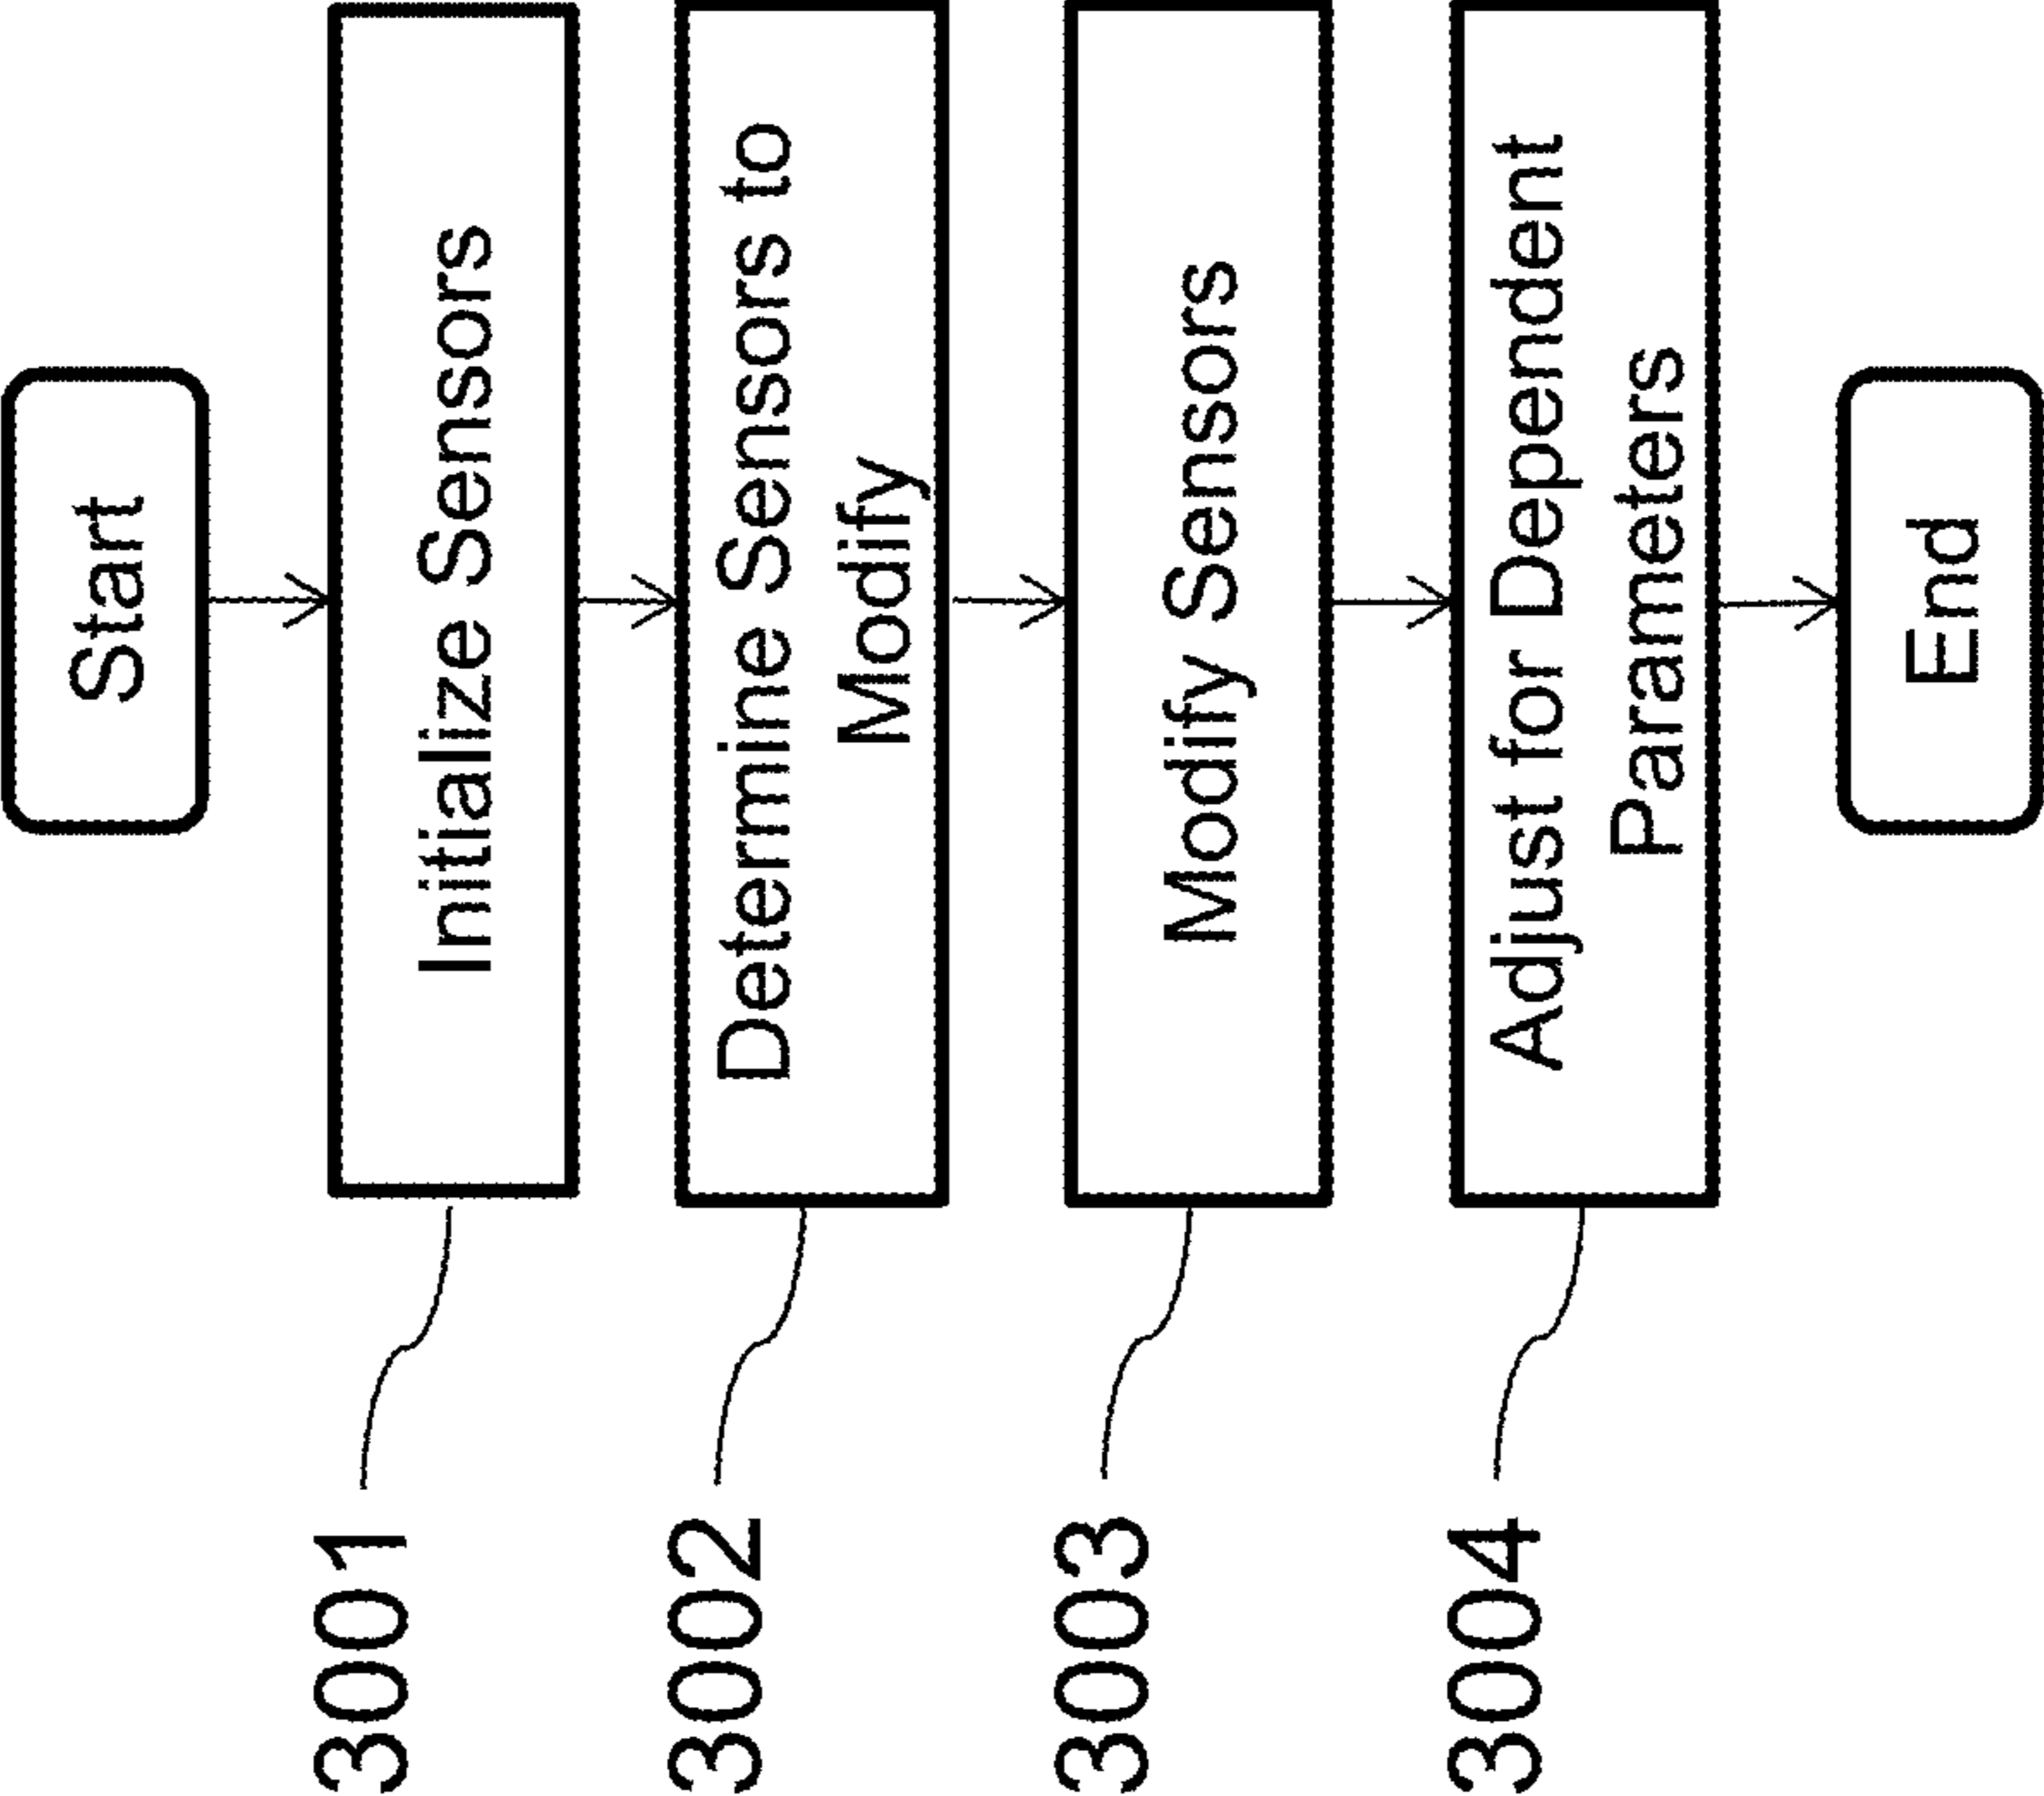 Start
3001
Initialize Sensors
3002
Determine Sensors to
Modify
3003
Modify Sensors
3004
Adjust for Dependent
Parameters
End